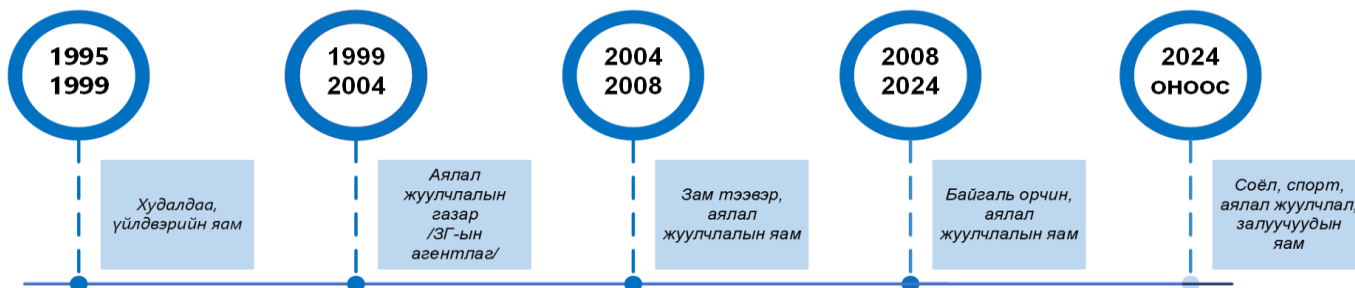 1995
1999
1999
2004
2004
2008
2008
2024
2024
ОНООС
Худалдаа,
үйлдвэрийн яам
Аялал
жуулчлалын
газар
/ЗГ-ын
агентлаг/
Зам тээвэр,
аялал
жуулчлалын яам
Байгаль орчин,
аялал
жуулчлалын яам
Соёл, спорт,
аялал жуулчлал,
залуучуудын
яам